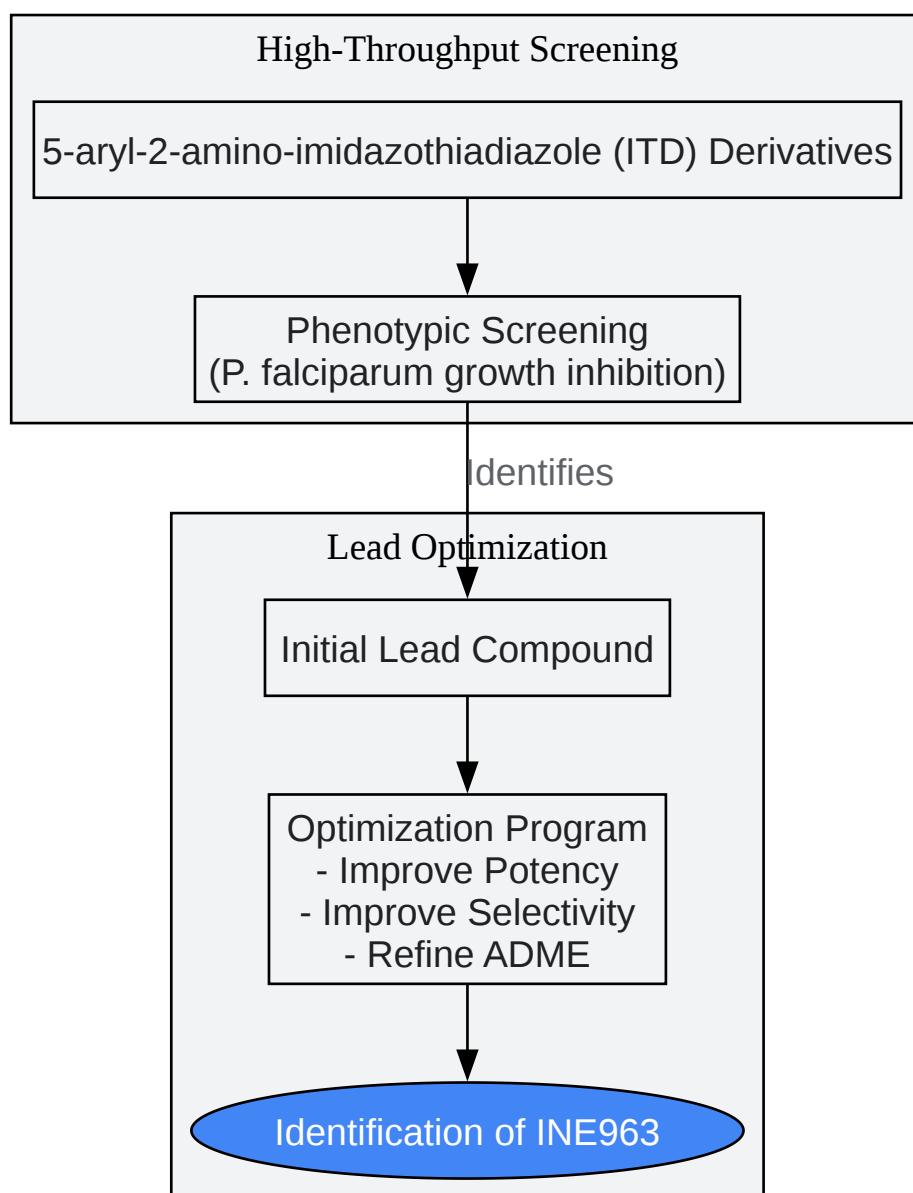 High-Throughput Screening
5-aryl-2-amino-imidazothiadiazole (ITD) Derivatives
Phenotypic Screening
(P. falciparum growth inhibition)
Identifies
Lead Optimization
Initial Lead Compound
Optimization Program
- Improve Potency
- Improve Selectivity
- Refine ADME
Identification of INE963